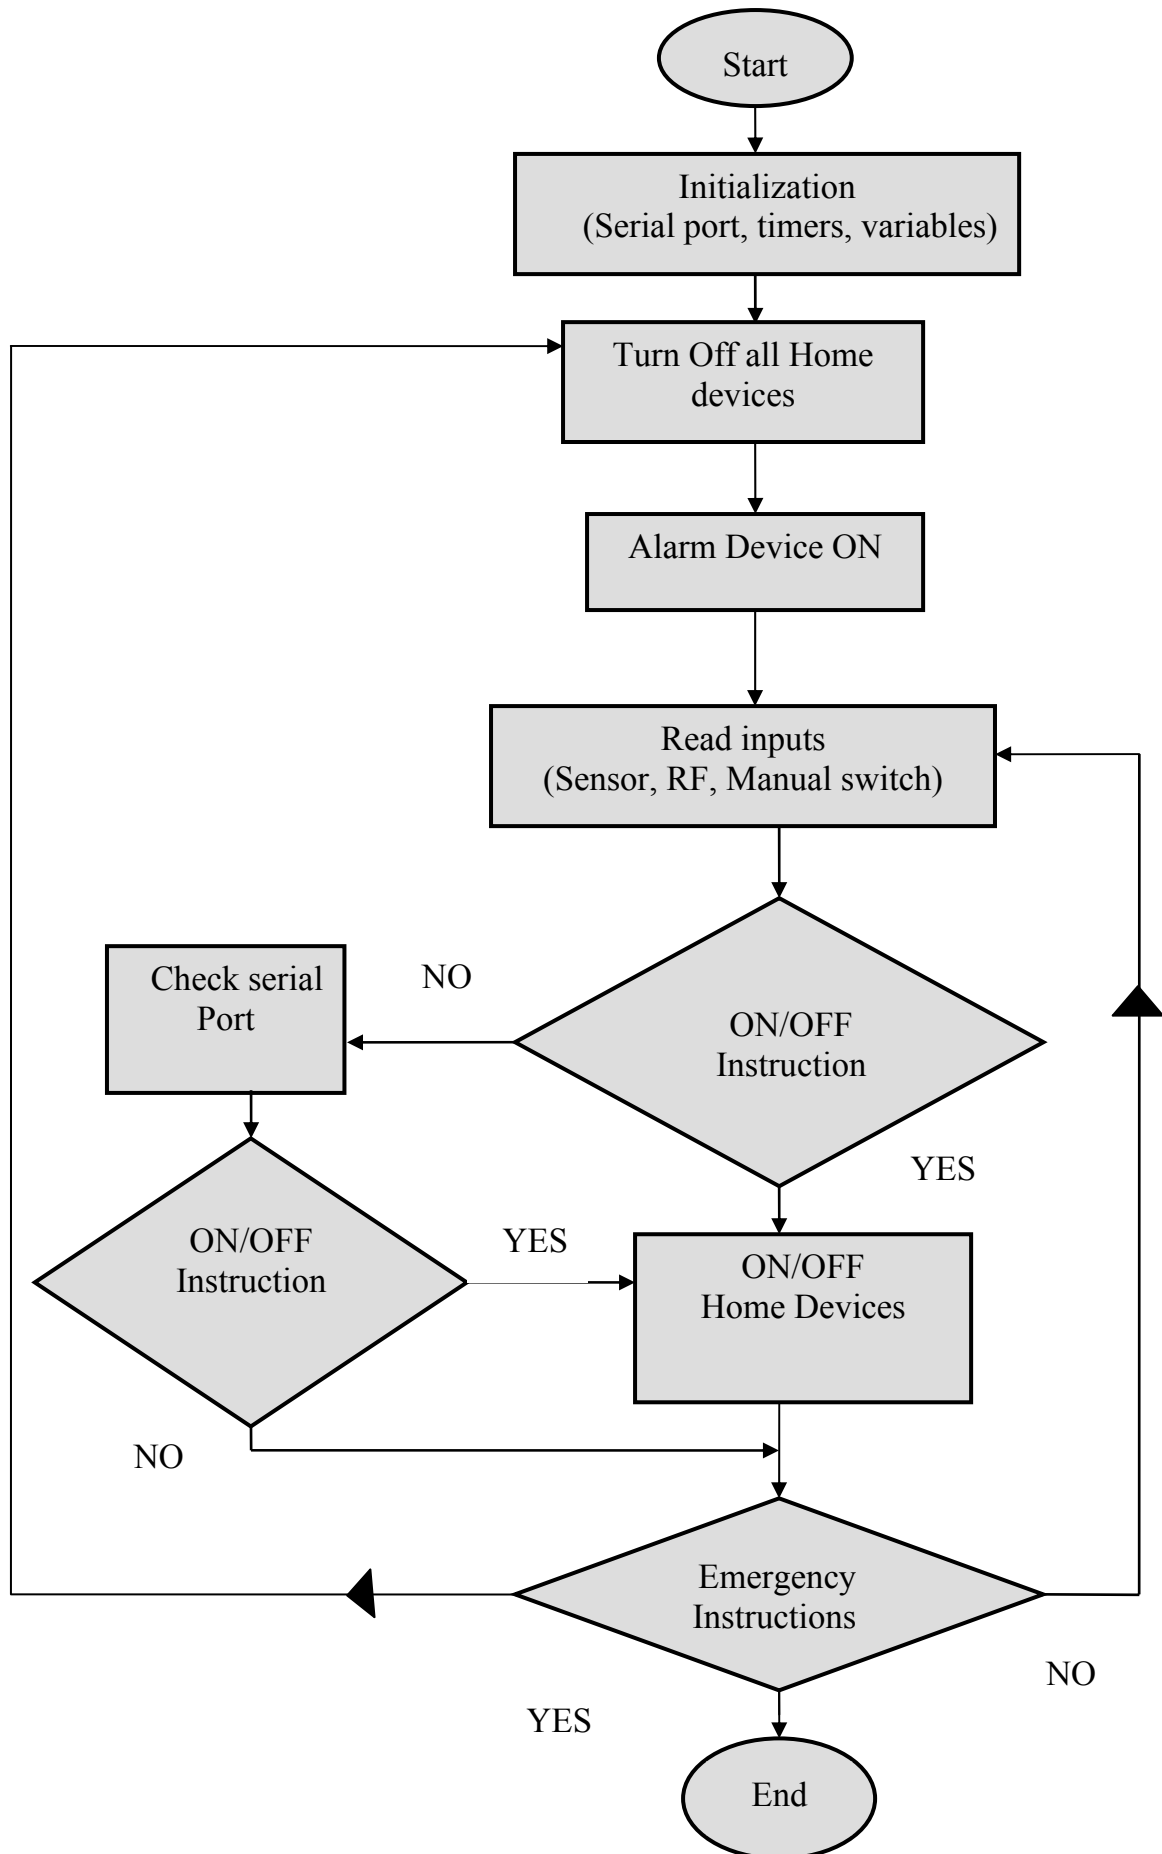 Start
Initialization
(Serial port, timers, variables)
Turn Off all Home
devices
Alarm Device ON
Read inputs
(Sensor, RF, Manual switch)
ON/OFF
Instruction
NO
Check serial
Port
YES
ON/OFF
Instruction
YES
ON/OFF
Home Devices
NO
Emergency
Instructions
NO
YES
End